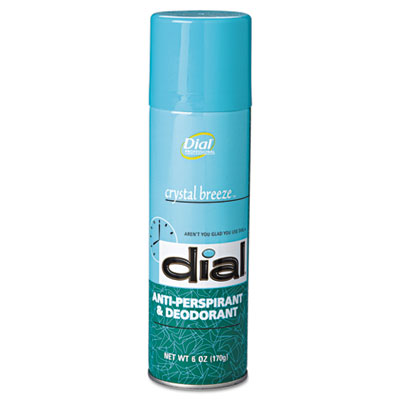 Dial
PROFESSIONAL
crystal breeze
AREN'T YOU GLAD YOU USE DIAL
dial
ANTI-PERSPIRANT
& DEODORANT
NET WT 6 OZ (170g)